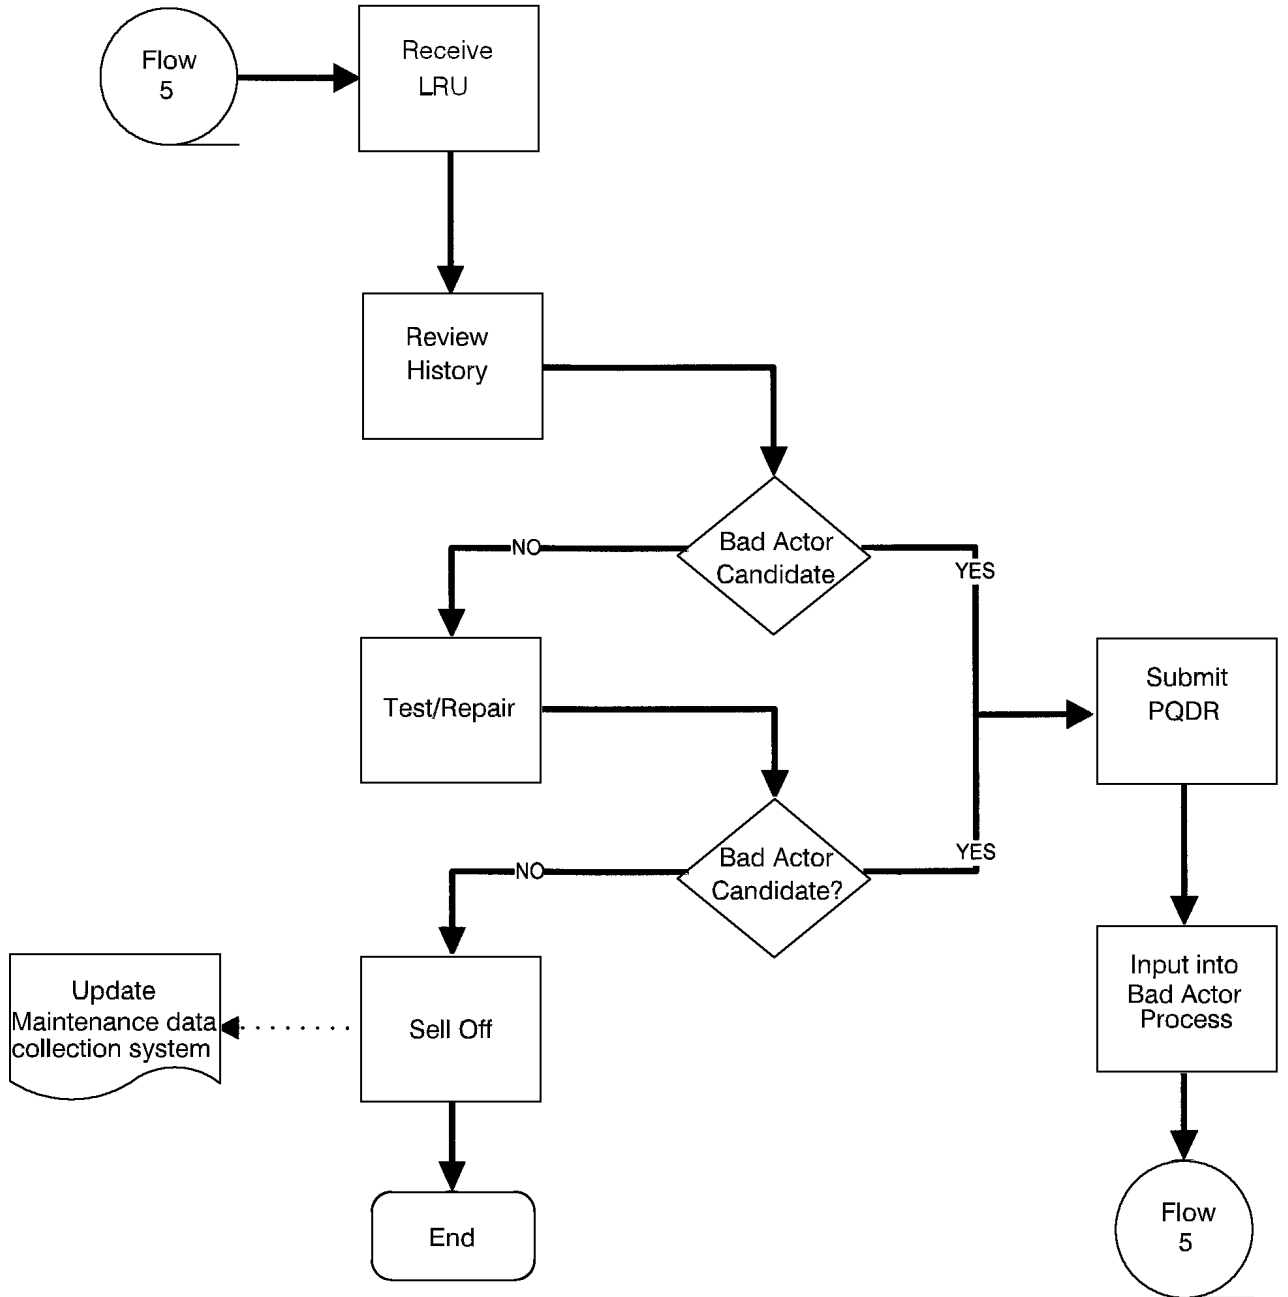 Flow
5
Receive
LRU
Review
History
Bad Actor
Candidate
NO
YES
Test/Repair
Submit
PQDR
Bad Actor
Candidate?
NO
YES
Update
Maintenance data
collection system
Sell Off
Input into
Bad Actor
Process
End
Flow
5